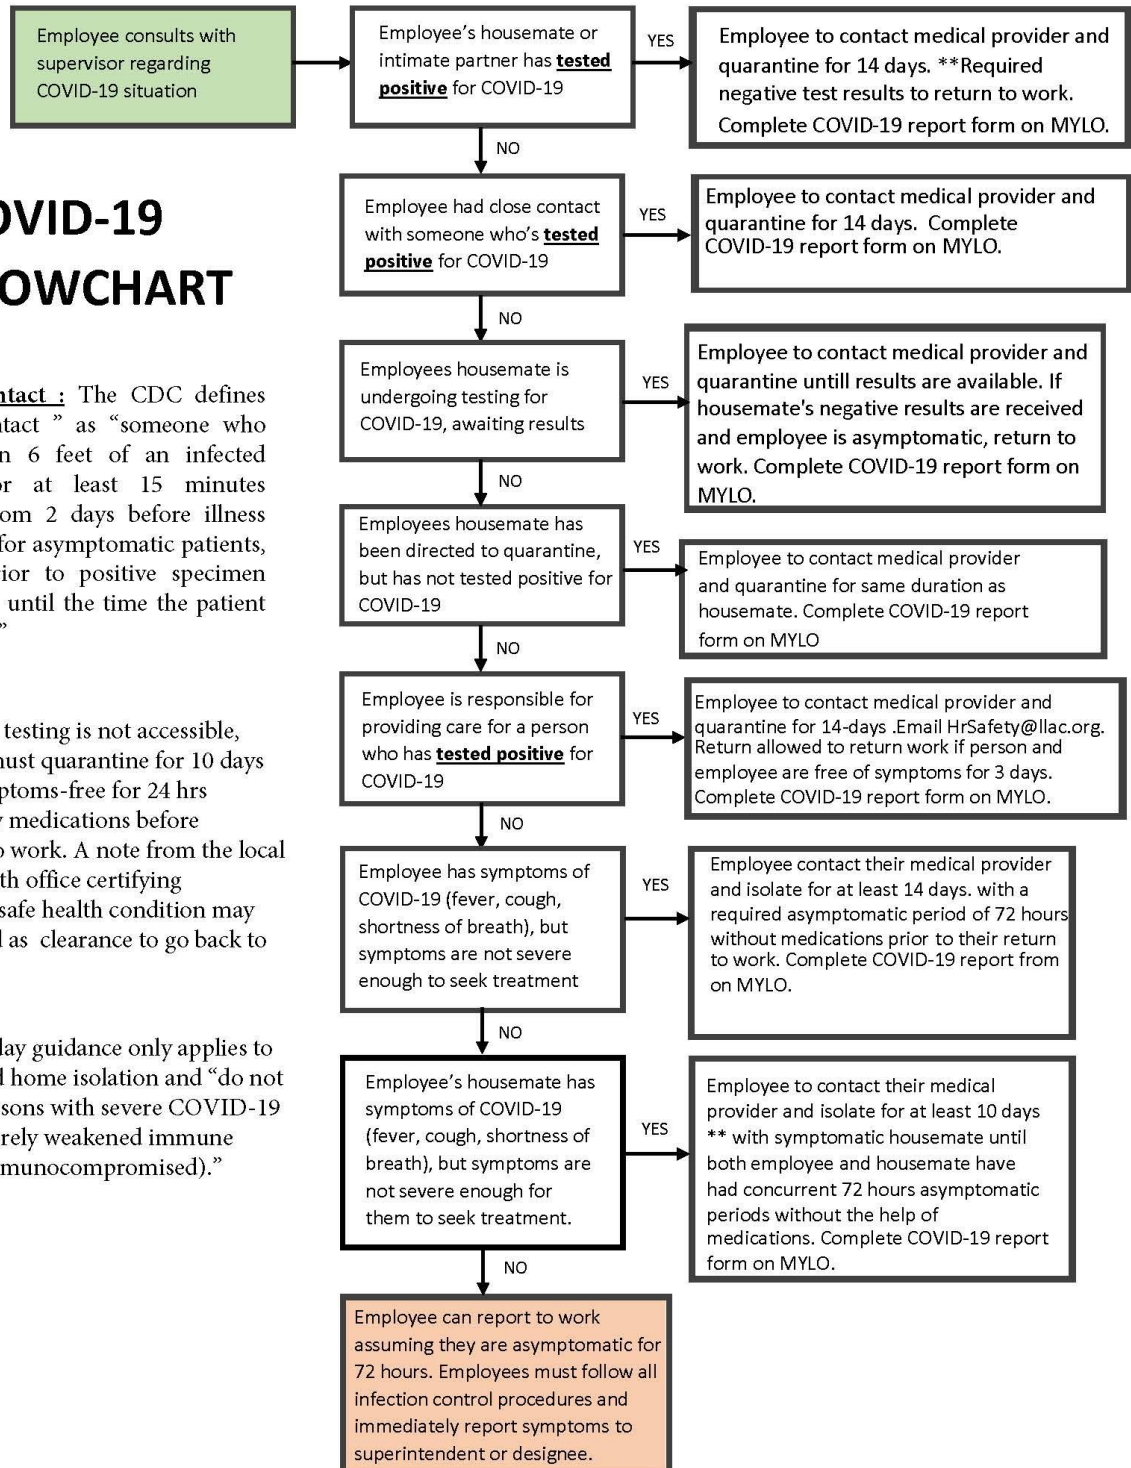 Employee consults with
supervisor regarding
COVID-19 situation
Employee's housemate or
intimate partner has tested
positive for COVID-19
YES
Employee to contact medical provider and
quarantine for 14 days. **Required
negative test results to return to work.
Complete COVID-19 report form on MYLO.
NO
OVID-19
OWCHART
Employee had close contact
with someone who's tested
positive for COVID-19
YES
Employee to contact medical provider and
quarantine for 14 days. Complete
COVID-19 report form on MYLO.
NO
Employees housemate is
undergoing testing for
COVID-19, awaiting results
YES
Employee to contact medical provider and
quarantine untill results are available. If
housemate's negative results are received
and employee is asymptomatic, return to
work. Complete COVID-19 report form on
MYLO.
ntact : The CDC defines
ntact ” as “someone who
n 6 feet of an infected
or at least 15 minutes
om 2 days before illness
for asymptomatic patients,
ior to positive specimen
until the time the patient
”
NO
Employees housemate has
been directed to quarantine,
but has not tested positive for
COVID-19
YES
Employee to contact medical provider
and quarantine for same duration as
housemate. Complete COVID-19 report
form on MYLO
NO
Employee is responsible for
providing care for a person
who has tested positive for
COVID-19
YES
Employee to contact medical provider and
quarantine for 14-days .Email HrSafety@llac.org.
Return allowed to return work if person and
employee are free of symptoms for 3 days.
Complete COVID-19 report form on MYLO.
testing is not accessible,
must quarantine for 10 days
ptoms-free for 24 hrs
y medications before
o work. A note from the local
th office certifying
safe health condition may
d as clearance to go back to
NO
Employee has symptoms of
COVID-19 (fever, cough,
shortness of breath), but
symptoms are not severe
enough to seek treatment
YES
Employee contact their medical provider
and isolate for at least 14 days. with a
required asymptomatic period of 72 hours
without medications prior to their return
to work. Complete COVID-19 report from
on MYLO.
NO
day guidance only applies to
d home isolation and “do not
sons with severe COVID-19
rely weakened immune
munocompromised).”
Employee's housemate has
symptoms of COVID-19
(fever, cough, shortness of
breath), but symptoms are
not severe enough for
them to seek treatment.
YES
Employee to contact their medical
provider and isolate for at least 10 days
** with symptomatic housemate until
both employee and housemate have
had concurrent 72 hours asymptomatic
periods without the help of
medications. Complete COVID-19 report
form on MYLO.
NO
Employee can report to work
assuming they are asymptomatic for
72 hours. Employees must follow all
infection control procedures and
immediately report symptoms to
superintendent or designee.